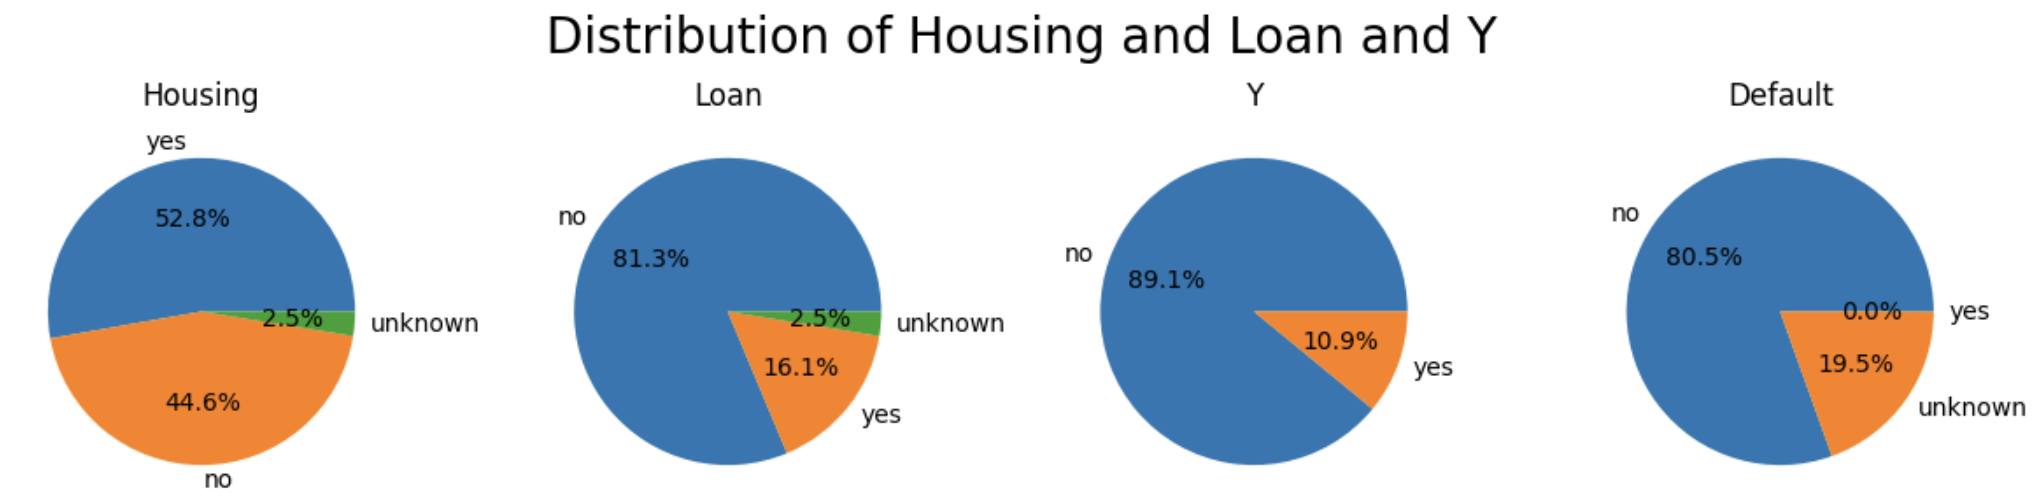 Distribution of Housing and Loan and Y
Housing
yes
52.8%
2.5%
unknown
44.6%
no
Loan
no
81.3%
2.5%
unknown
16.1%
yes
Y
no
89.1%
10.9%
yes
Default
no
80.5%
0.0%
yes
19.5%
unknown